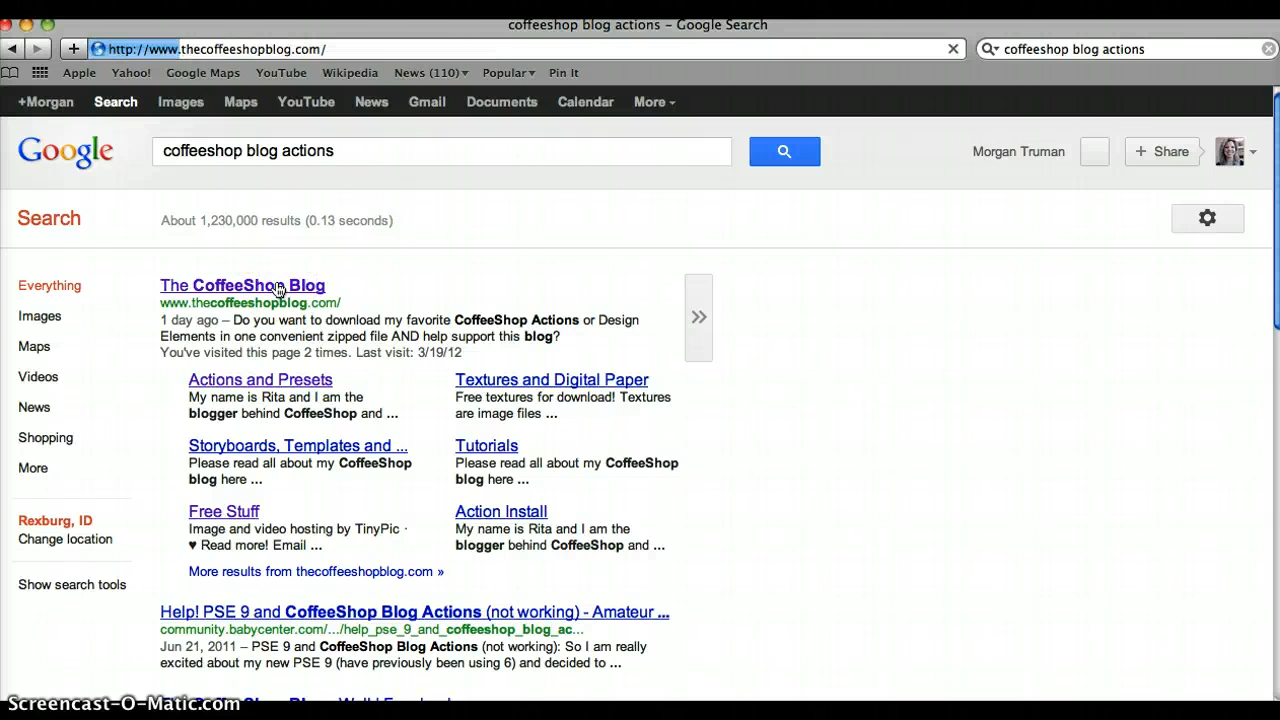 coffeeshop blog actions – Google Search
http://www.thecoffeeshopblog.com/
coffeeshop blog actions
Apple Yahoo! Google Maps YouTube Wikipedia News (110) Popular Pin It
+Morgan Search Images Maps YouTube News Gmail Documents Calendar More
Google
coffeeshop blog actions
Morgan Truman
+ Share
Search
About 1,230,000 results (0.13 seconds)
Everything
Images
Maps
Videos
News
Shopping
More
Rexburg, ID
Change location
Show search tools
The CoffeeShop Blog
www.thecoffeeshopblog.com/
1 day ago – Do you want to download my favorite CoffeeShop Actions or Design
Elements in one convenient zipped file AND help support this blog?
You've visited this page 2 times. Last visit: 3/19/12
Actions and Presets
My name is Rita and I am the
blogger behind CoffeeShop and ...
Textures and Digital Paper
Free textures for download! Textures
are image files ...
Storyboards, Templates and ...
Please read all about my CoffeeShop
blog here ...
Tutorials
Please read all about my CoffeeShop
blog here ...
Free Stuff
Image and video hosting by TinyPic ·
♥ Read more! Email ...
Action Install
My name is Rita and I am the
blogger behind CoffeeShop and ...
More results from thecoffeeshopblog.com »
Help! PSE 9 and CoffeeShop Blog Actions (not working) - Amateur ...
community.babycenter.com/.../help_pse_9_and_coffeeshop_blog_ac...
Jun 21, 2011 – PSE 9 and CoffeeShop Blog Actions (not working): So I am really
excited about my new PSE 9 (have previously been using 6) and decided to ...
Screencast-O-Matic.com